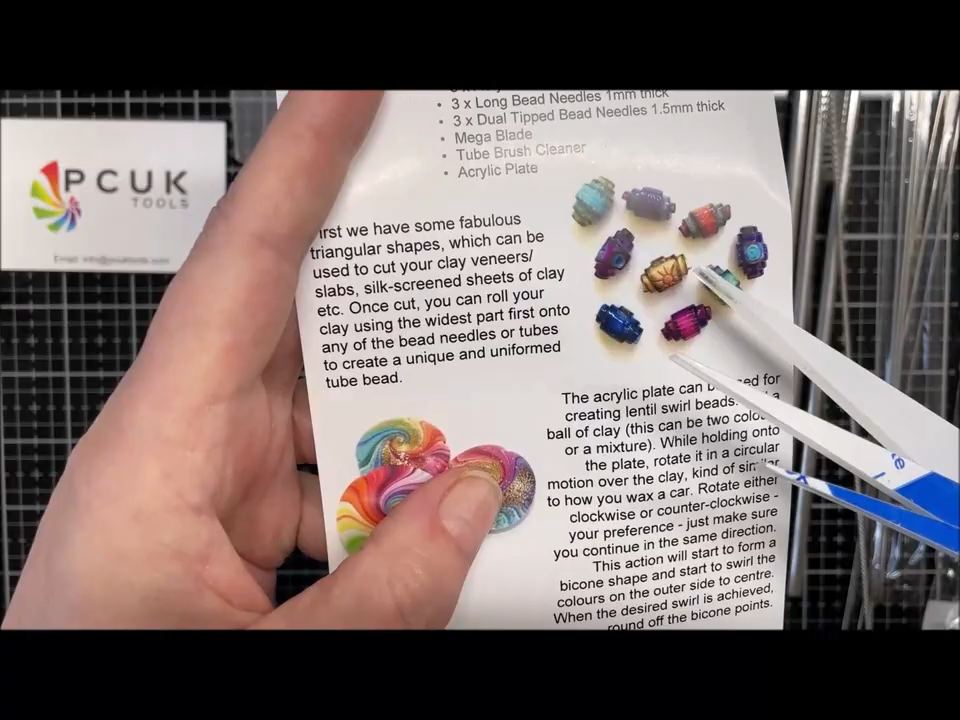 PCUK
TOOLS
Email: info@pcuktools.com
• 3 x Long Bead Needles 1mm thick
• 3 x Dual Tipped Bead Needles 1.5mm thick
• Mega Blade
• Tube Brush Cleaner
• Acrylic Plate
irst we have some fabulous
triangular shapes, which can be
used to cut your clay veneers/
slabs, silk-screened sheets of clay
etc. Once cut, you can roll your
clay using the widest part first onto
any of the bead needles or tubes
to create a unique and uniformed
tube bead.
The acrylic plate can for
creating lentil swirl beads. a
ball of clay (this can be two
or a mixture). While holding onto
the plate, rotate it in a circular
motion over the clay, kind of
to how you wax a car. Rotate either
clockwise or counter-clockwise -
your preference - just make sure
you continue in the same direction.
This action will start to form a
bicone shape and start to swirl the
colours on the outer side to centre.
When the desired swirl is achieved,
round off the bicone points.